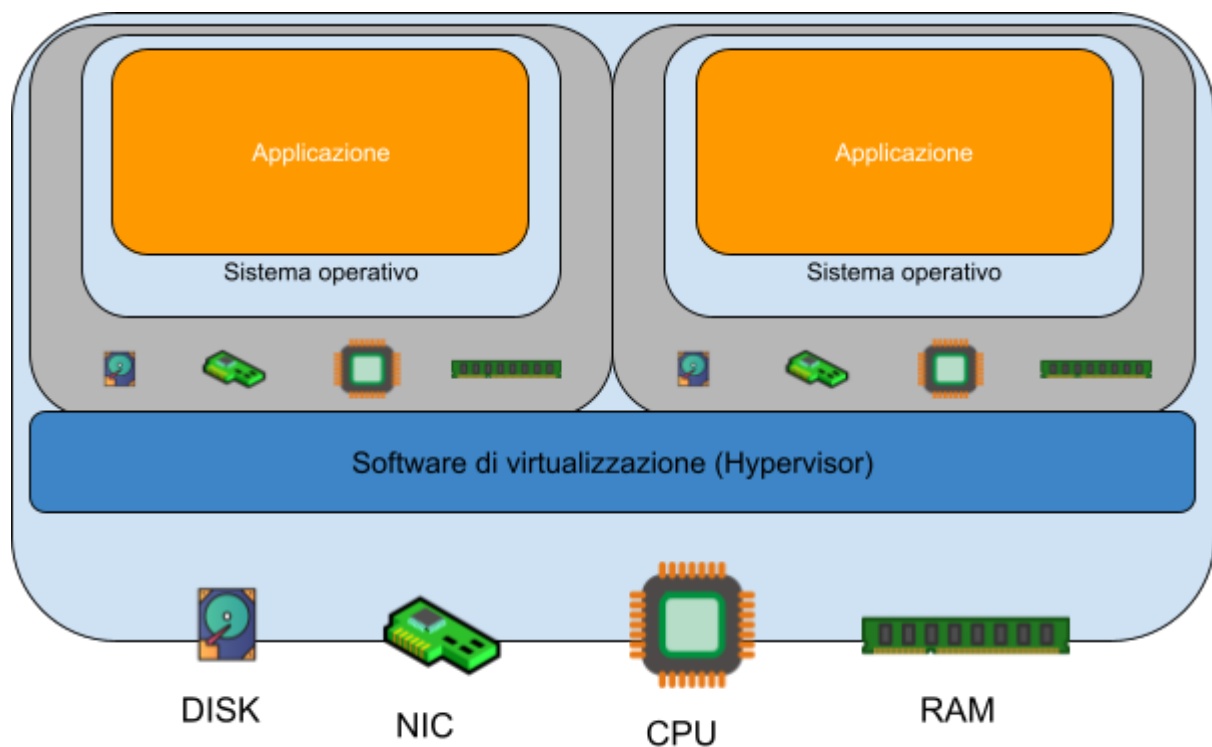 Applicazione
Applicazione
Sistema operativo
Sistema operativo
Software di virtualizzazione (Hypervisor)
DISK
NIC
CPU
RAM